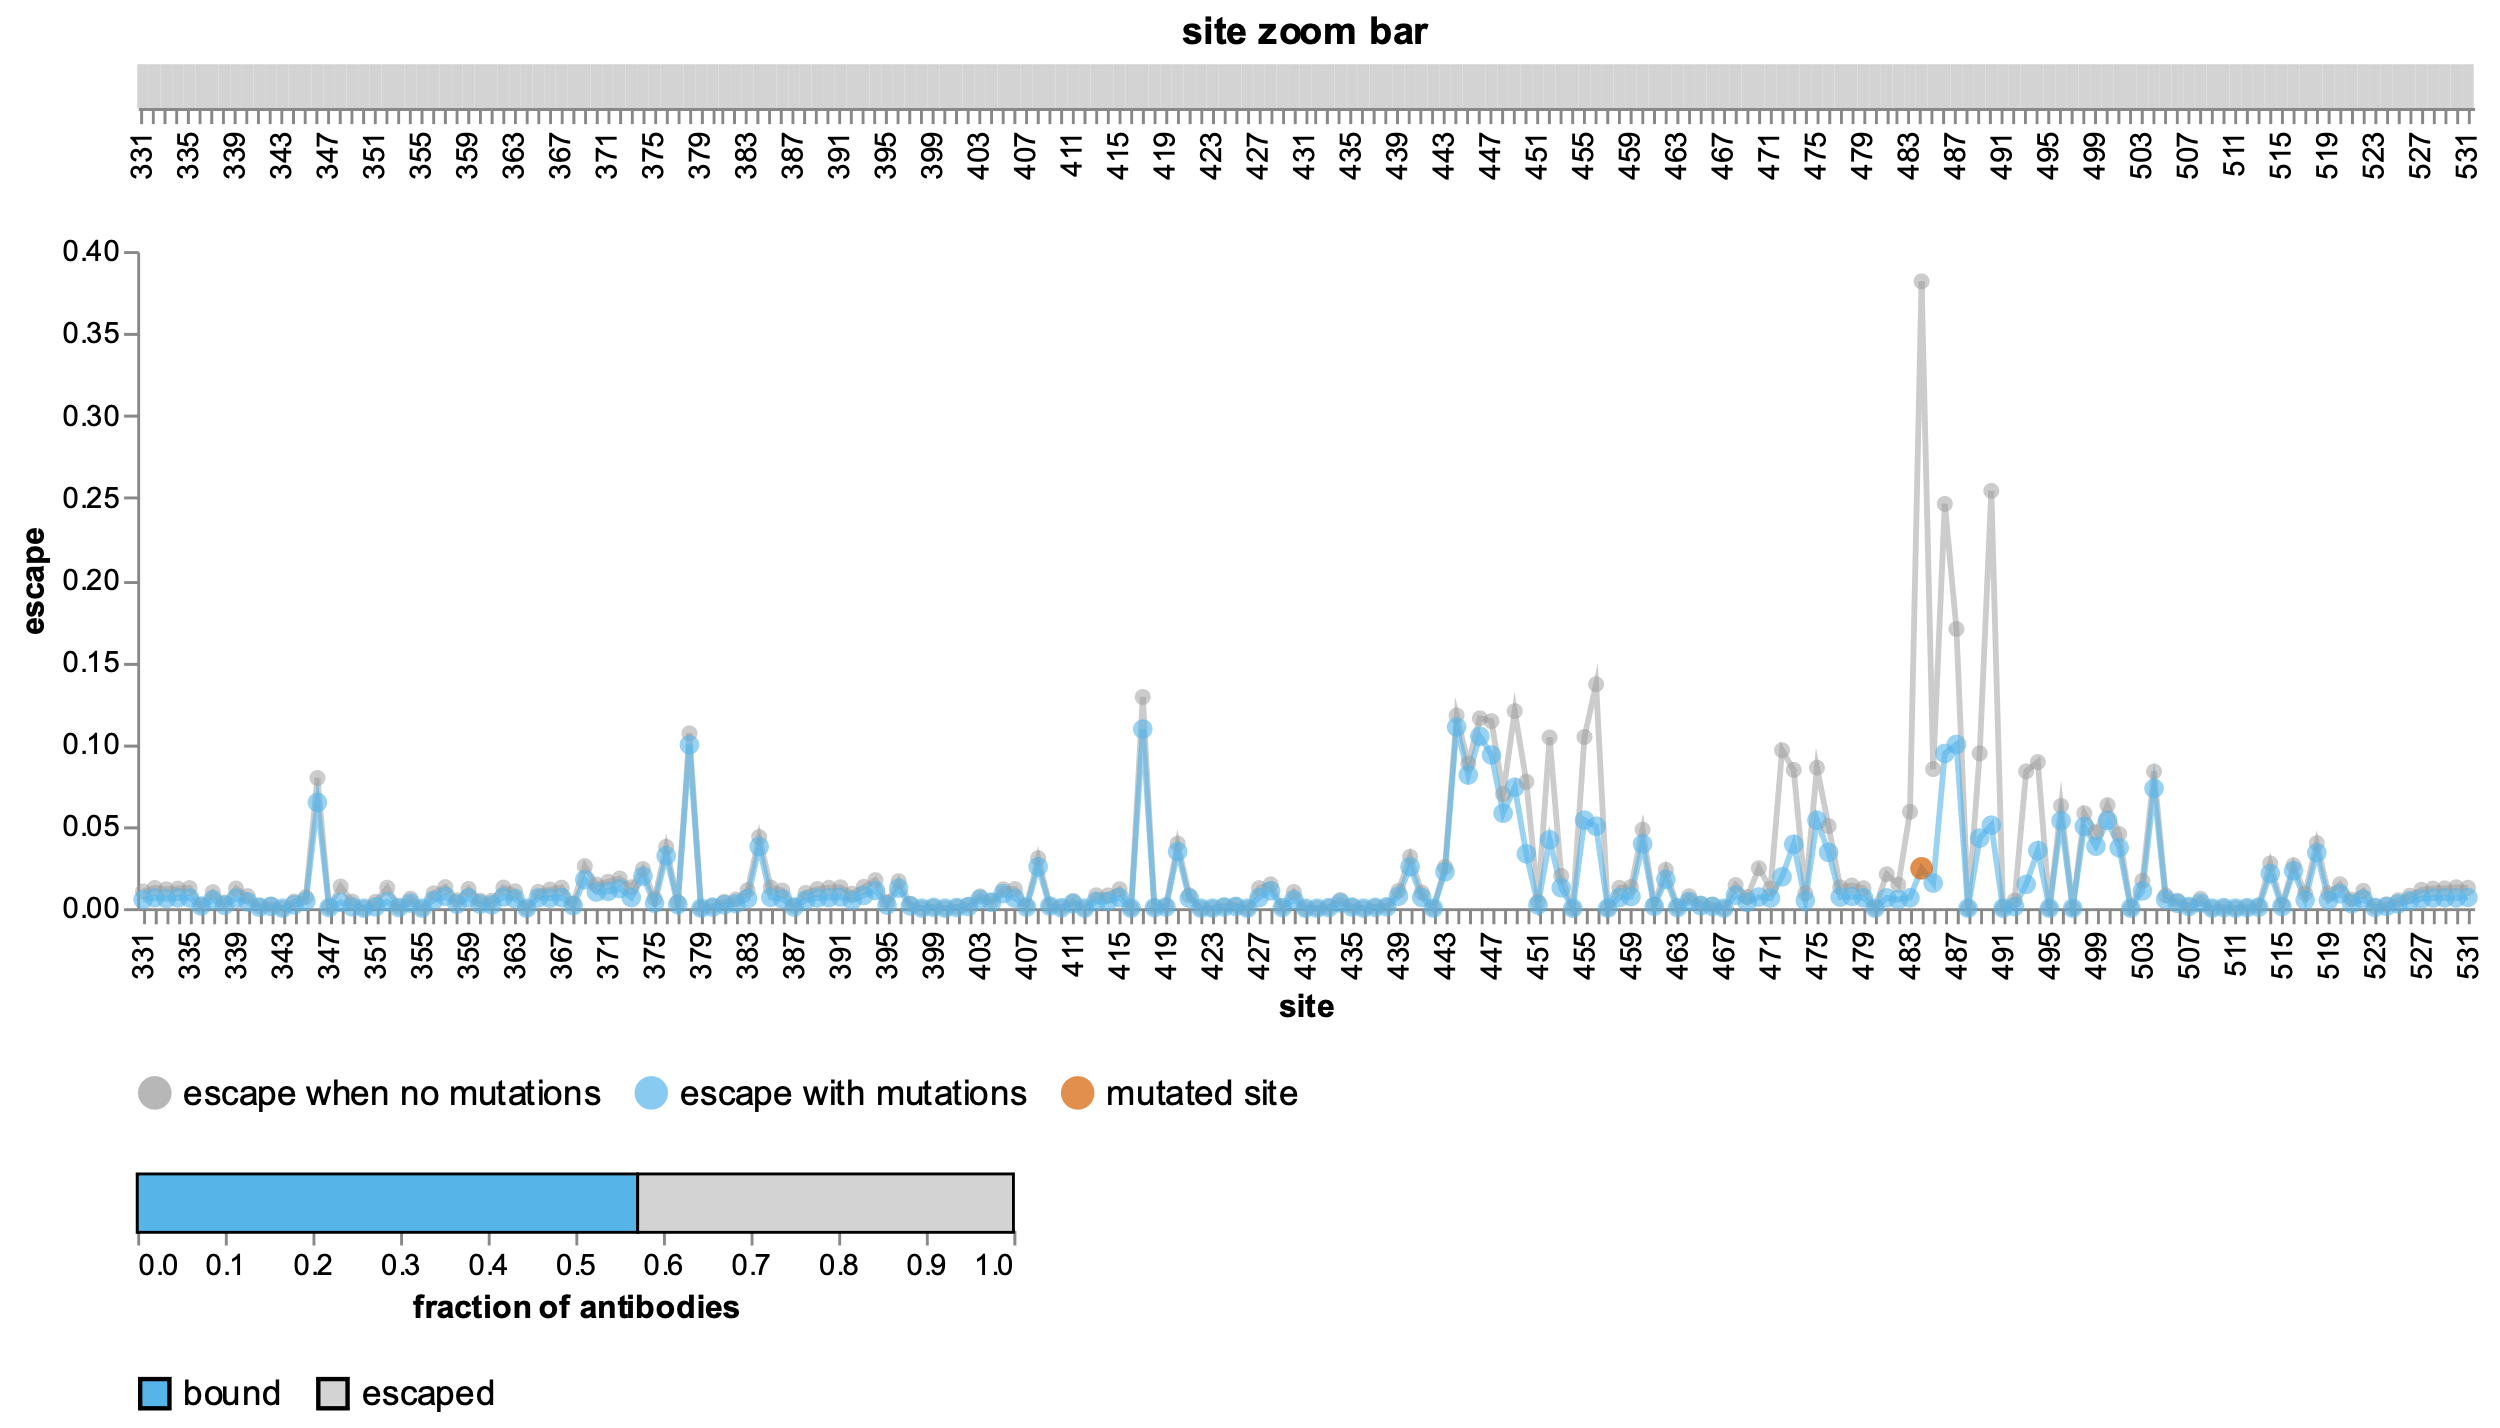 site zoom bar
331 335 339 343 347 351 355 359 363 367 371 375 379 383 387 391 395 399 403 407 411 415 419 423 427 431 435 439 443 447 451 455 459 463 467 471 475 479 483 487 491 495 499 503 507 511 515 519 523 527 531
0.40
0.35
0.30
0.25
0.20
0.15
0.10
0.05
0.00
escape
331 335 339 343 347 351 355 359 363 367 371 375 379 383 387 391 395 399 403 407 411 415 419 423 427 431 435 439 443 447 451 455 459 463 467 471 475 479 483 487 491 495 499 503 507 511 515 519 523 527 531
site
escape when no mutations escape with mutations mutated site
0.0 0.1 0.2 0.3 0.4 0.5 0.6 0.7 0.8 0.9 1.0
fraction of antibodies
bound escaped